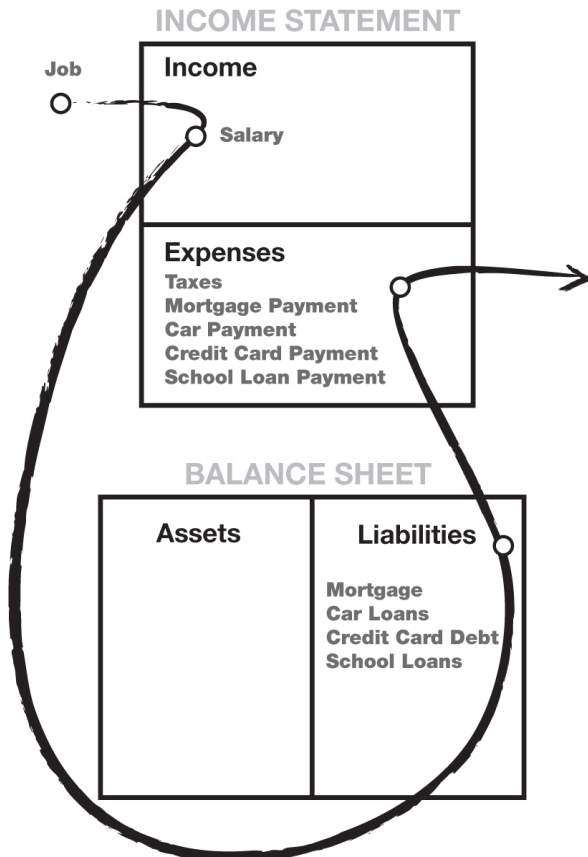 INCOME STATEMENT
Job
Income
Salary
Expenses
Taxes
Mortgage Payment
Car Payment
Credit Card Payment
School Loan Payment
BALANCE SHEET
Assets
Liabilities
Mortgage
Car Loans
Credit Card Debt
School Loans